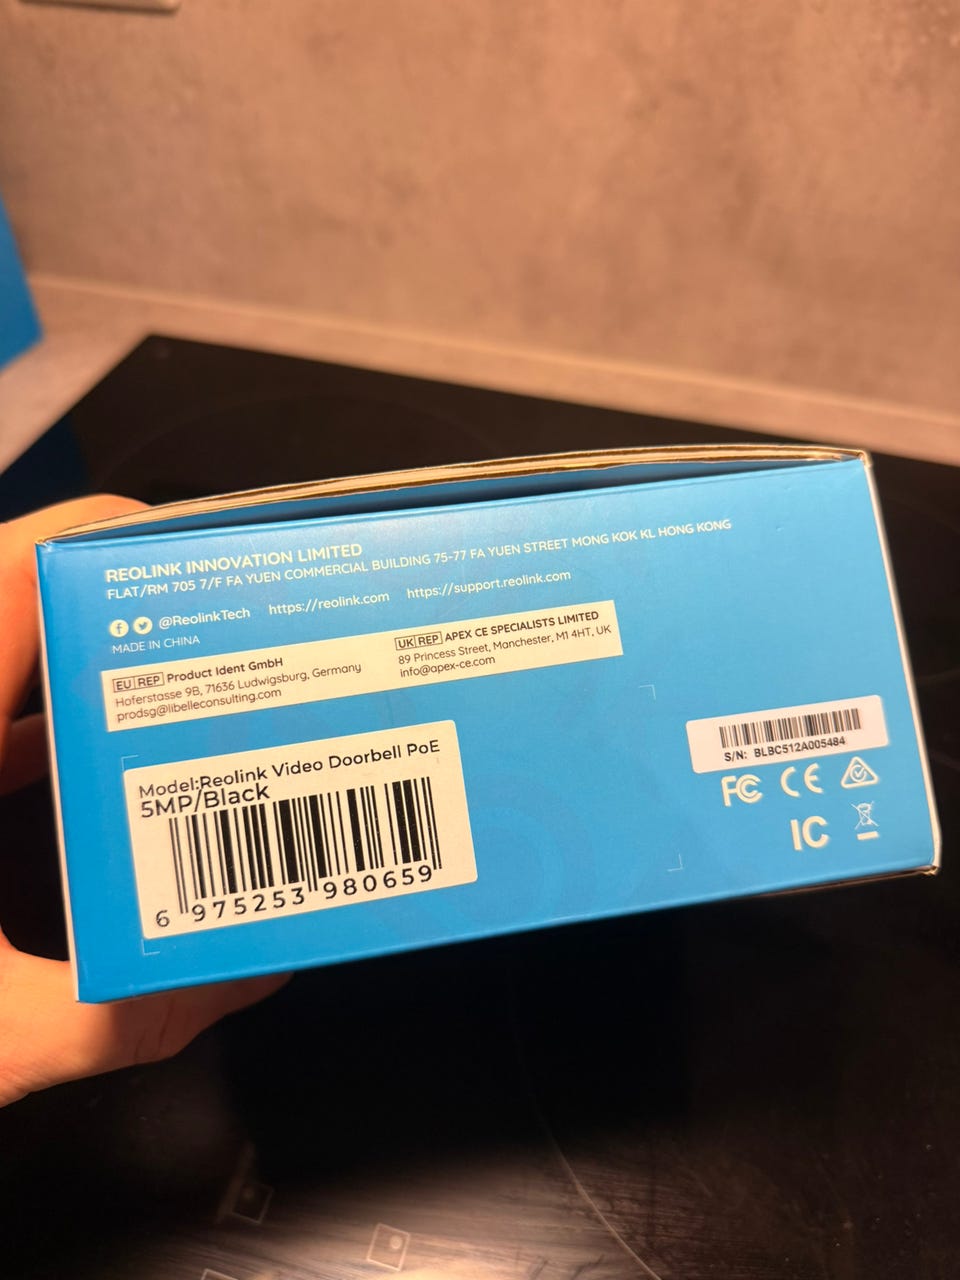 REOLINK INNOVATION LIMITED
FLAT/RM 705 7/F FA YUEN COMMERCIAL BUILDING 75-77 FA YUEN STREET MONG KOK KL HONG KONG
@ReolinkTech https://reolink.com https://support.reolink.com
MADE IN CHINA
EU REP Product Ident GmbH
Hoferstasse 9B, 71636 Ludwigsburg, Germany
prodsg@libelleconsulting.com
UK REP APEX CE SPECIALISTS LIMITED
89 Princess Street, Manchester, M1 4HT, UK
info@apex-ce.com
Model:Reolink Video Doorbell PoE
5MP/Black
6 975253 980659
S/N: BLBC512A005484
FC CE
IC